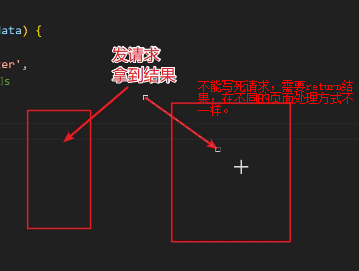 data) {
ter',
s
发请求
拿到结果
不能写死请求，需要return结
果，在不同的页面处理方式不
一样。